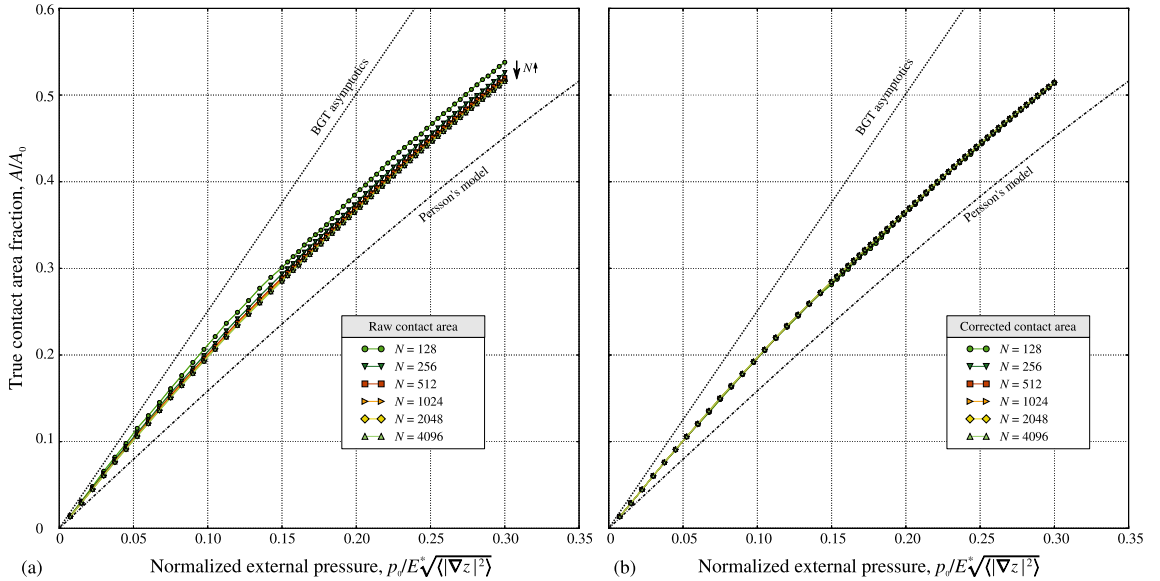 0.6
0.5
0.4
0.3
0.2
0.1
0
True contact area fraction, A/A₀
BGT asymptotics
Persson's model
N
Raw contact area
N = 128
N = 256
N = 512
N = 1024
N = 2048
N = 4096
0 0.05 0.10 0.15 0.20 0.25 0.30 0.35
(a) Normalized external pressure, p₀/E*√⟨|∇z|²⟩
BGT asymptotics
Persson's model
Corrected contact area
N = 128
N = 256
N = 512
N = 1024
N = 2048
N = 4096
0 0.05 0.10 0.15 0.20 0.25 0.30 0.35
(b) Normalized external pressure, p₀/E*√⟨|∇z|²⟩